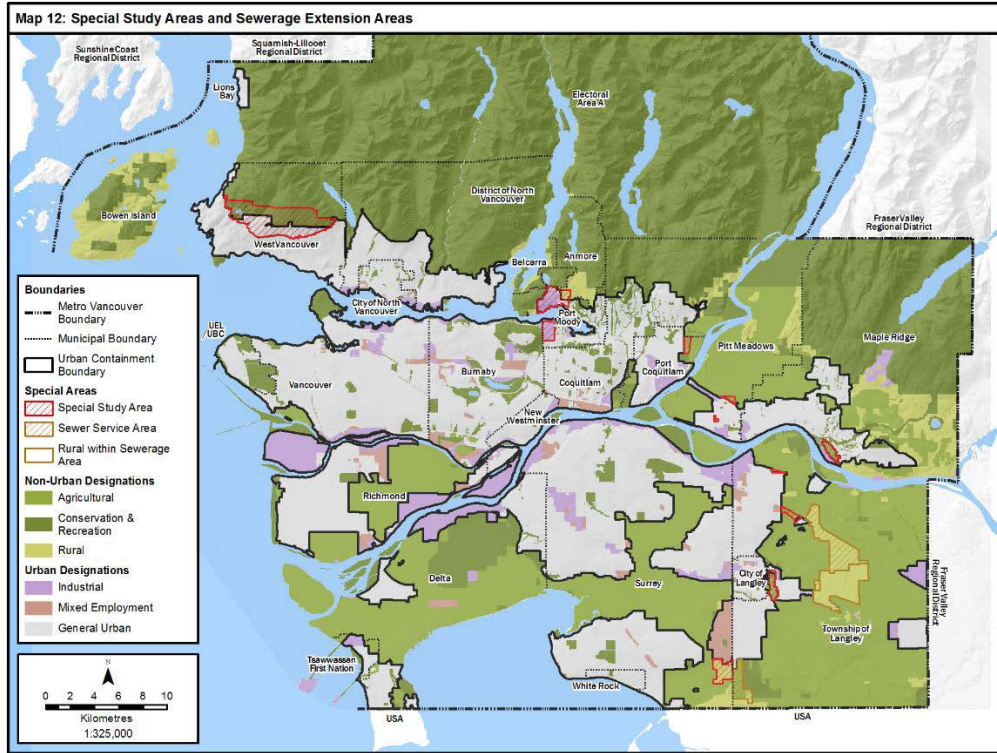 Map 12: Special Study Areas and Sewerage Extension Areas
Sunshine Coast
Regional District
Squamish-Lillooet
Regional District
Lions
Bay
Electoral
Area A
Bowen Island
District of North
Vancouver
Fraser Valley
Regional District
West Vancouver
Belcarra
Anmore
City of North
Vancouver
Port
Moody
UEL
/UBC
Pitt Meadows
Maple Ridge
Vancouver
Burnaby
Coquitlam
Port
Coquitlam
New
Westminster
Richmond
Delta
Surrey
City of
Langley
Township of
Langley
Fraser Valley
Regional District
Tsawwassen
First Nation
White Rock
USA
USA
Boundaries
Metro Vancouver
Boundary
Municipal Boundary
Urban Containment
Boundary
Special Areas
Special Study Area
Sewer Service Area
Rural within Sewerage
Area
Non-Urban Designations
Agricultural
Conservation &
Recreation
Rural
Urban Designations
Industrial
Mixed Employment
General Urban
N
0 2 4 6 8 10
Kilometres
1:325,000